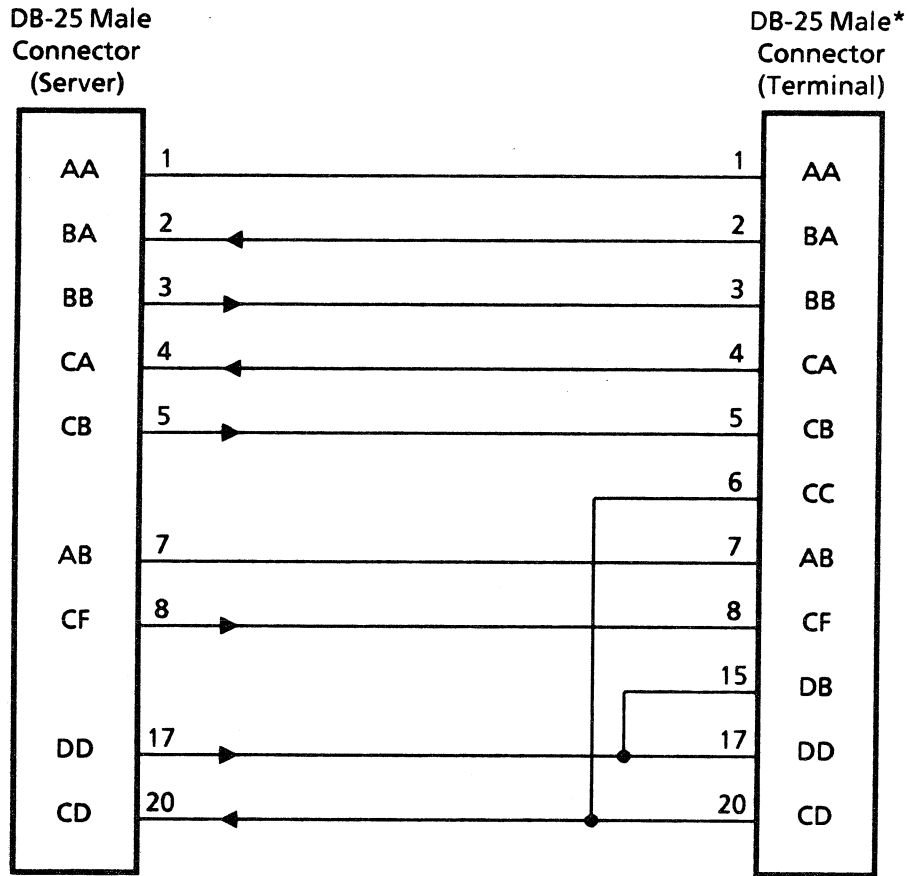 DB-25 Male
Connector
(Server)
DB-25 Male*
Connector
(Terminal)
AA 1 1 AA
BA 2 2 BA
BB 3 3 BB
CA 4 4 CA
CB 5 5 CB
6 CC
AB 7 7 AB
CF 8 8 CF
15 DB
DD 17 17 DD
CD 20 20 CD